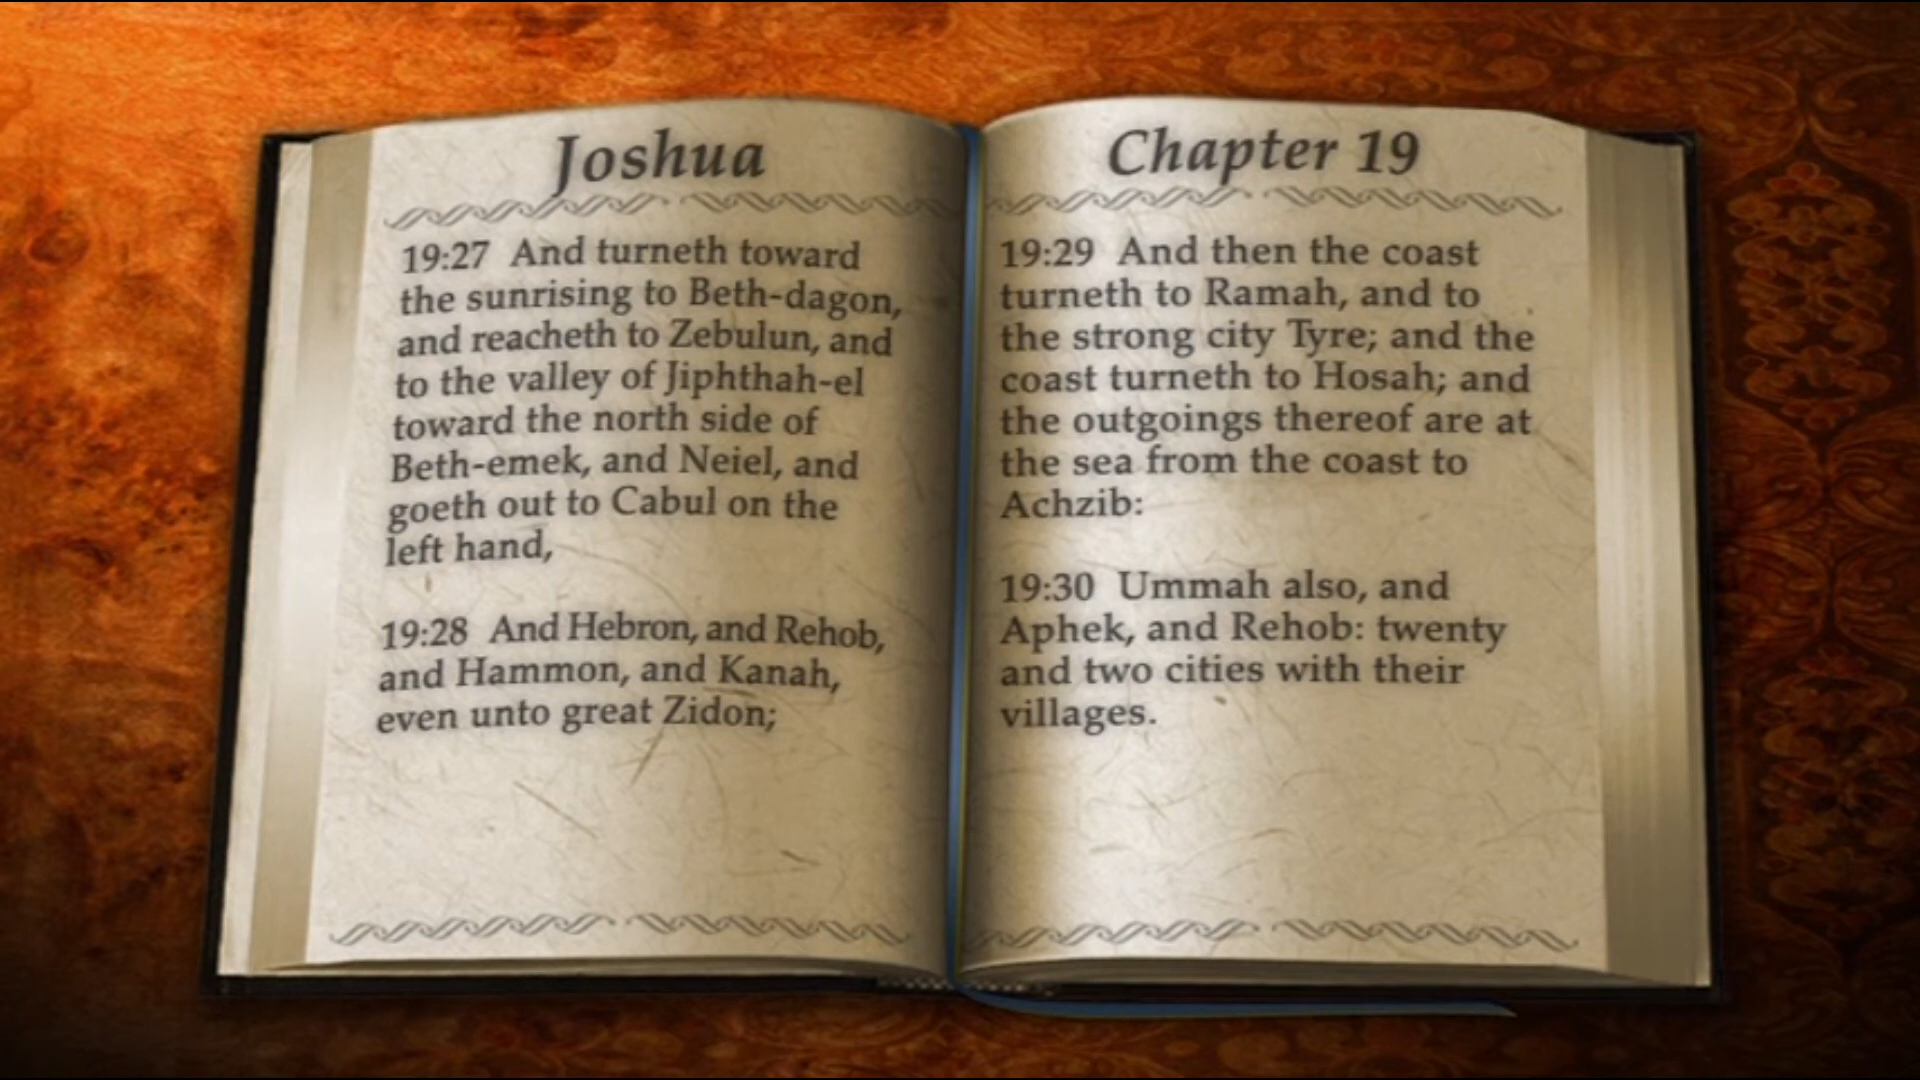 Joshua
19:27 And turneth toward
the sunrising to Beth-dagon,
and reacheth to Zebulun, and
to the valley of Jiphthah-el
toward the north side of
Beth-emek, and Neiel, and
goeth out to Cabul on the
left hand,
19:28 And Hebron, and Rehob,
and Hammon, and Kanah,
even unto great Zidon;
Chapter 19
19:29 And then the coast
turneth to Ramah, and to
the strong city Tyre; and the
coast turneth to Hosah; and
the outgoings thereof are at
the sea from the coast to
Achzib:
19:30 Ummah also, and
Aphek, and Rehob: twenty
and two cities with their
villages.